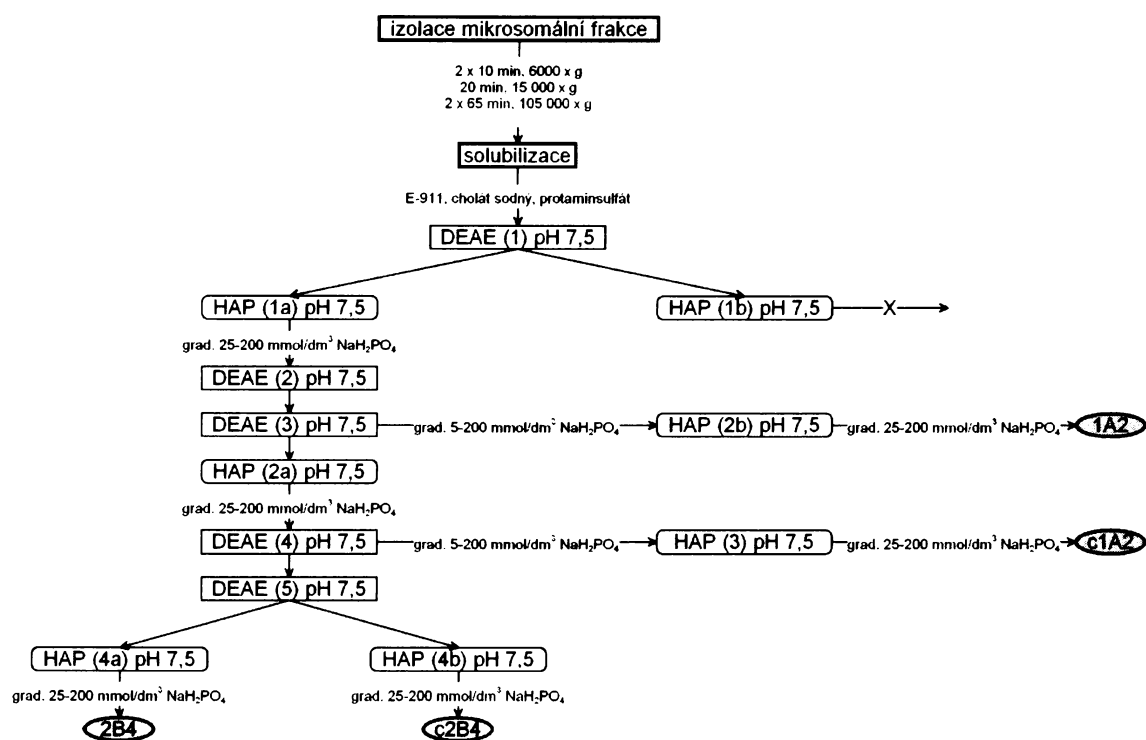 izolace mikrosomální frakce
2 x 10 min. 6000 x g
20 min. 15 000 x g
2 x 65 min. 105 000 x g
solubilizace
E-911, cholát sodný, protaminsulfát
DEAE (1) pH 7,5
HAP (1a) pH 7,5
HAP (1b) pH 7,5
X
grad. 25-200 mmol/dm³ NaH₂PO₄
DEAE (2) pH 7,5
DEAE (3) pH 7,5
grad. 5-200 mmol/dm³ NaH₂PO₄
HAP (2b) pH 7,5
grad. 25-200 mmol/dm³ NaH₂PO₄
1A2
HAP (2a) pH 7,5
grad. 25-200 mmol/dm³ NaH₂PO₄
DEAE (4) pH 7,5
grad. 5-200 mmol/dm³ NaH₂PO₄
HAP (3) pH 7,5
grad. 25-200 mmol/dm³ NaH₂PO₄
c1A2
DEAE (5) pH 7,5
HAP (4a) pH 7,5
HAP (4b) pH 7,5
grad. 25-200 mmol/dm³ NaH₂PO₄
grad. 25-200 mmol/dm³ NaH₂PO₄
2B4
c2B4